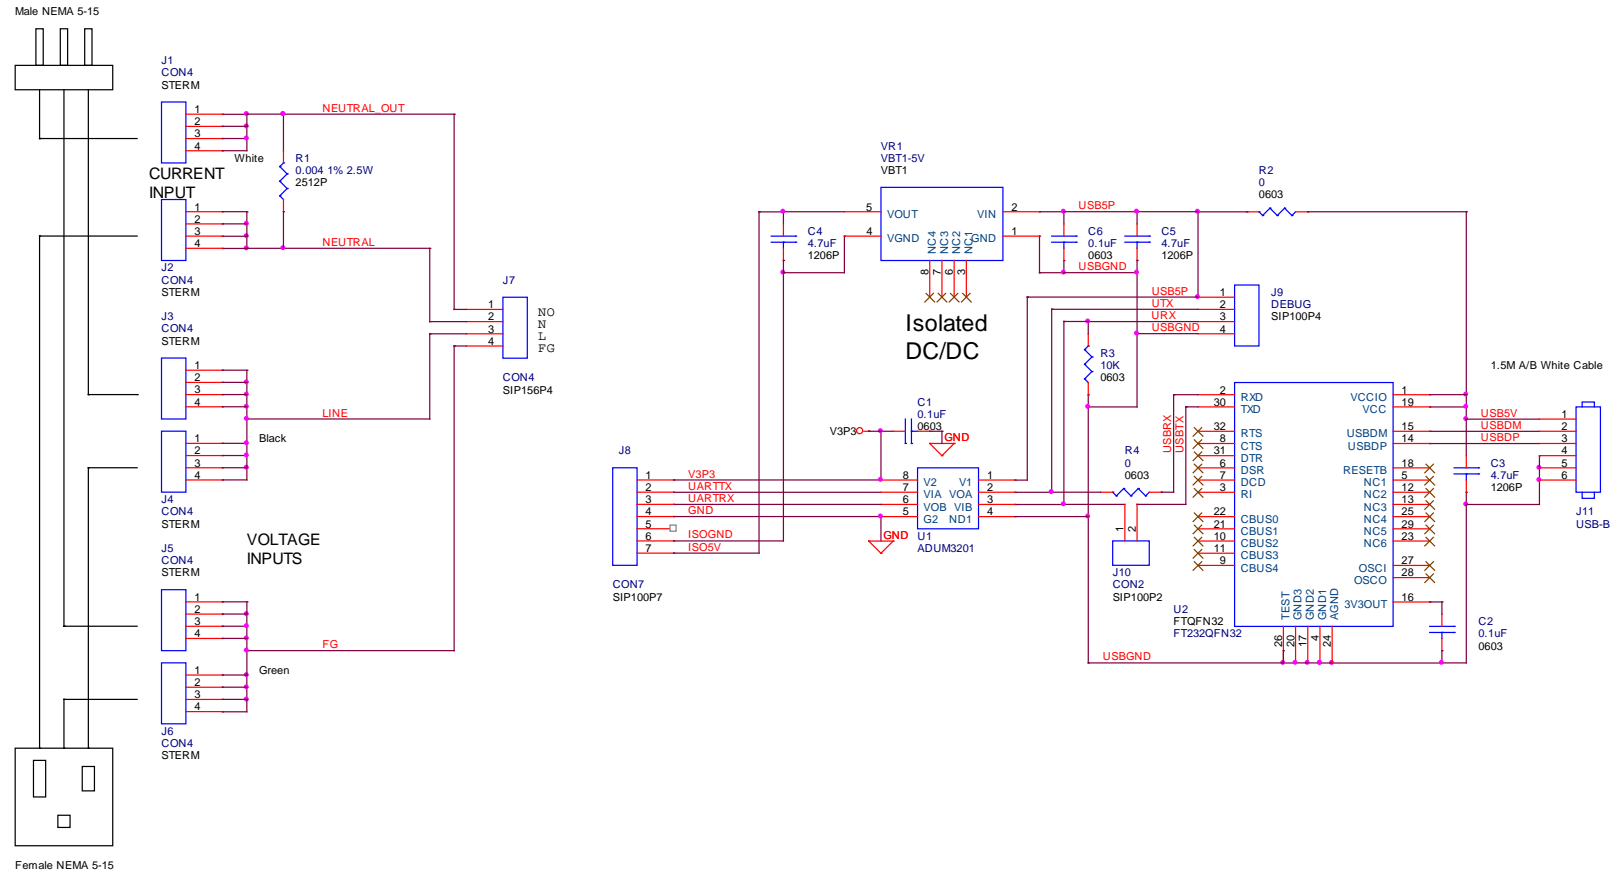 Male NEMA 5-15
J1
CON4
STERM
1
2
3
4
White
NEUTRAL_OUT
R1
0.004 1% 2.5W
2512P
CURRENT
INPUT
1
2
3
4
NEUTRAL
J2
CON4
STERM
J3
CON4
STERM
1
2
3
4
LINE
Black
1
2
3
4
J4
CON4
STERM
VOLTAGE
INPUTS
J5
CON4
STERM
1
2
3
4
FG
Green
1
2
3
4
J6
CON4
STERM
Female NEMA 5-15
J7
1
2
3
4
NO
N
L
FG
CON4
SIP156P4
VR1
VBT1-5V
VBT1
5
VOUT
VIN
2
4
VGND
GND
1
NC4
NC3
NC2
NC1
8
7
6
3
Isolated
DC/DC
C4
4.7uF
1206P
USB5P
C6
0.1uF
0603
USBGND
C5
4.7uF
1206P
R2
0
0603
USB5P
UTX
URX
USBGND
1
2
3
4
J9
DEBUG
SIP100P4
R3
10K
0603
C1
0.1uF
0603
V3P3
GND
J8
1
2
3
4
5
6
7
V3P3
UARTTX
UARTRX
GND
ISOGND
ISO5V
CON7
SIP100P7
8
V2
V1
1
7
VIA
VOA
2
6
VOB
VIB
3
5
G2
ND1
4
GND
U1
ADUM3201
R4
0
0603
USBRX
USBTX
1
2
J10
CON2
SIP100P2
2
RXD
30
TXD
32
RTS
8
CTS
31
DTR
6
DSR
7
DCD
3
RI
22
CBUS0
21
CBUS1
10
CBUS2
11
CBUS3
9
CBUS4
VCCIO
1
VCC
19
USBDM
15
USBDP
14
RESETB
18
NC1
5
NC2
12
NC3
13
NC4
25
NC5
29
NC6
23
OSCI
27
OSCO
28
3V3OUT
16
TEST
GND3
GND2
GND1
AGND
26
20
17
4
24
U2
FTQFN32
FT232QFN32
USBGND
C2
0.1uF
0603
C3
4.7uF
1206P
1.5M A/B White Cable
USB5V
USBDM
USBDP
1
2
3
4
5
6
J11
USB-B